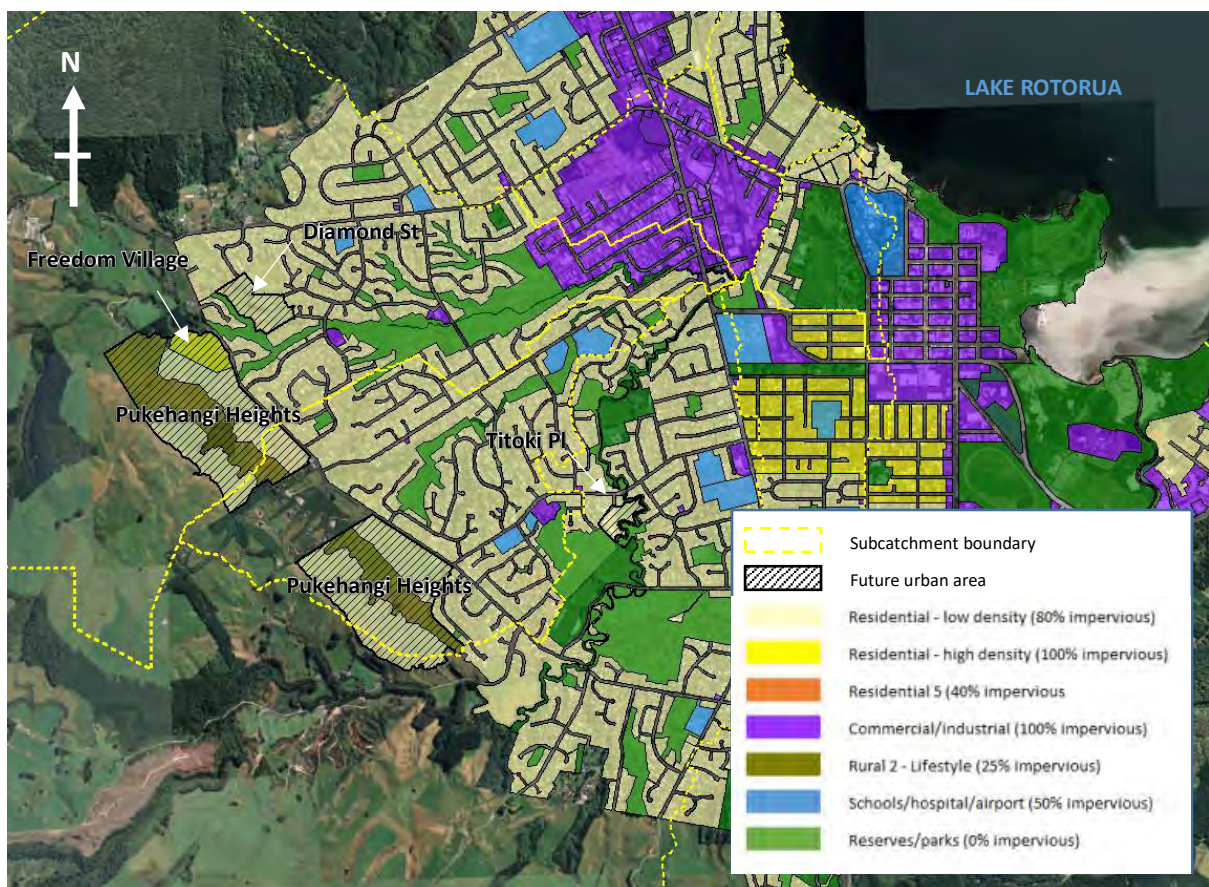 N
LAKE ROTORUA
Diamond St
Freedom Village
Pukehangi Heights
Titoki Pl
Pukehangi Heights
Subcatchment boundary
Future urban area
Residential - low density (80% impervious)
Residential - high density (100% impervious)
Residential 5 (40% impervious
Commercial/industrial (100% impervious)
Rural 2 - Lifestyle (25% impervious)
Schools/hospital/airport (50% impervious)
Reserves/parks (0% impervious)